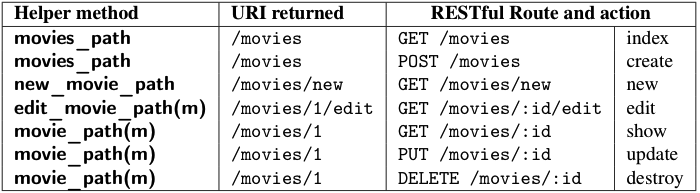 Helper method URI returned RESTful Route and action
movies_path /movies GET /movies index
movies_path /movies POST /movies create
new_movie_path /movies/new GET /movies/new new
edit_movie_path(m) /movies/1/edit GET /movies/:id/edit edit
movie_path(m) /movies/1 GET /movies/:id show
movie_path(m) /movies/1 PUT /movies/:id update
movie_path(m) /movies/1 DELETE /movies/:id destroy